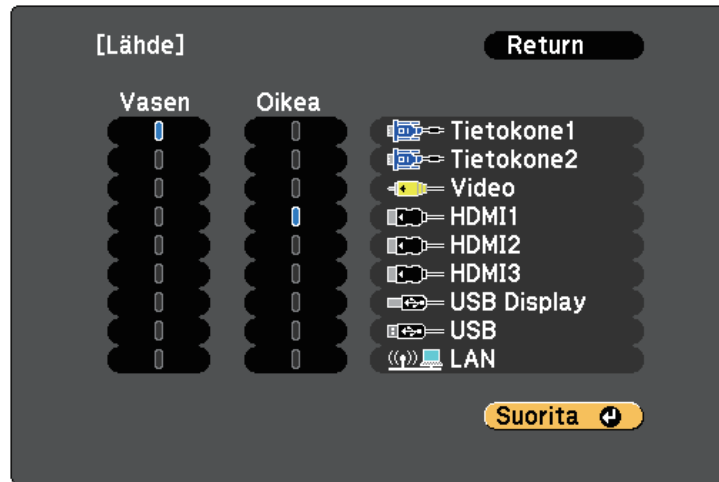 [Lähde] Return
Vasen Oikea
Tietokone1
Tietokone2
Video
HDMI1
HDMI2
HDMI3
USB Display
USB
LAN
Suorita